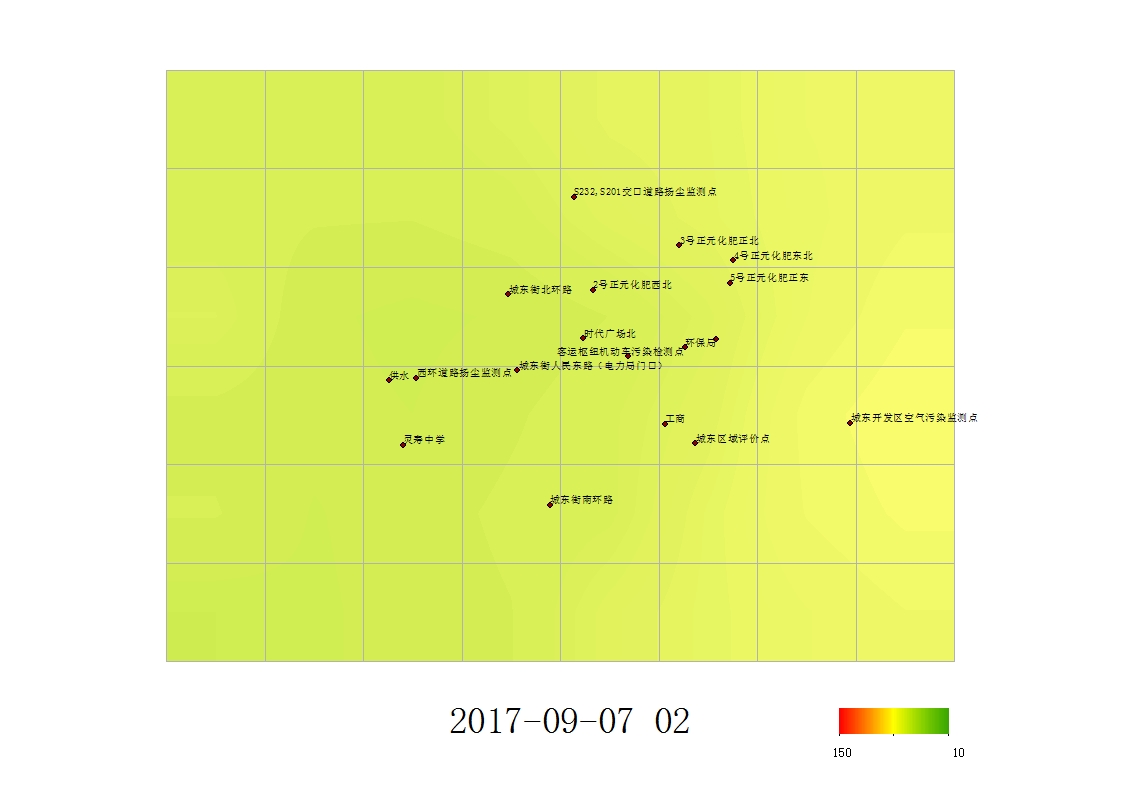 S232,S201交口道路扬尘监测点
3号正元化肥正北
4号正元化肥东北
5号正元化肥正东
2号正元化肥西北
城东街北环路
时代广场北
环保局
客运枢纽机动车污染检测点
城东街人民东路（电力局门口）
西环道路扬尘监测点
供水
工商
城东开发区空气污染监测点
城东区域评价点
灵寿中学
城东街南环路
2017-09-07 02
150
10